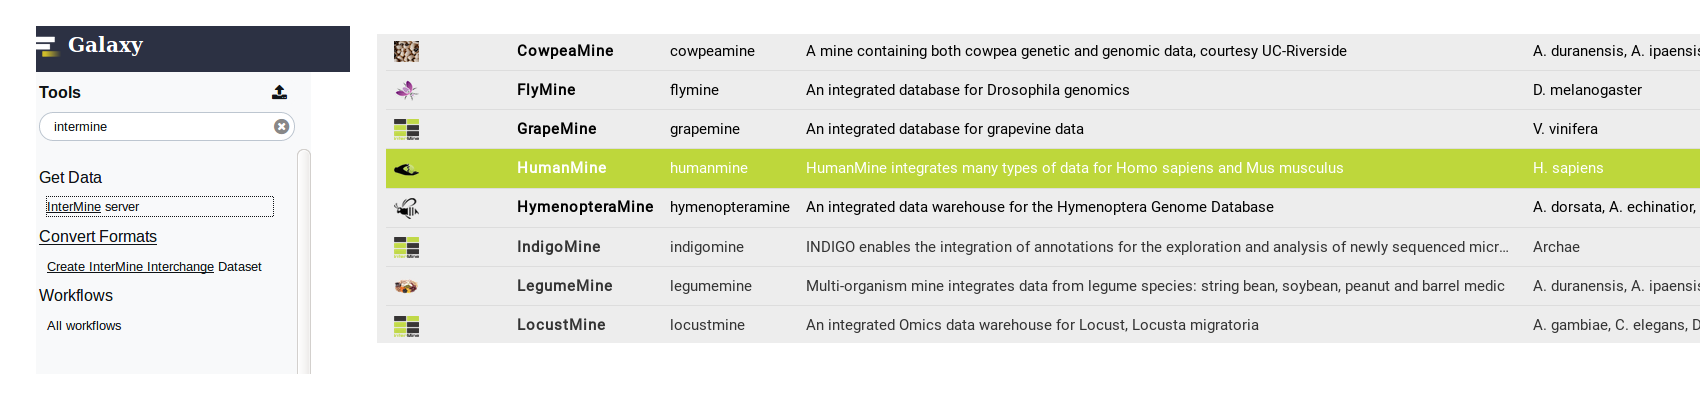 Galaxy
Tools
intermine
Get Data
InterMine server
Convert Formats
Create InterMine Interchange Dataset
Workflows
All workflows
CowpeaMine cowpeamine A mine containing both cowpea genetic and genomic data, courtesy UC-Riverside A. duranensis, A. ipaensis
FlyMine flymine An integrated database for Drosophila genomics D. melanogaster
GrapeMine grapemine An integrated database for grapevine data V. vinifera
HumanMine humanmine HumanMine integrates many types of data for Homo sapiens and Mus musculus H. sapiens
HymenopteraMine hymenopteramine An integrated data warehouse for the Hymenoptera Genome Database A. dorsata, A. echinatior,
IndigoMine indigomine INDIGO enables the integration of annotations for the exploration and analysis of newly sequenced micr... Archae
LegumeMine legumemine Multi-organism mine integrates data from legume species: string bean, soybean, peanut and barrel medic A. duranensis, A. ipaensis
LocustMine locustmine An integrated Omics data warehouse for Locust, Locusta migratoria A. gambiae, C. elegans, D